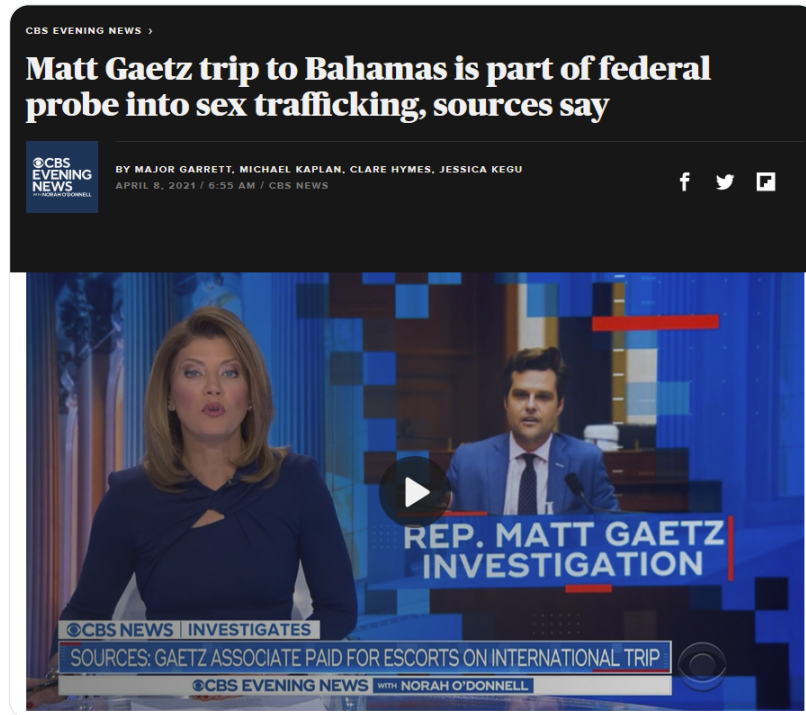 CBS EVENING NEWS >
Matt Gaetz trip to Bahamas is part of federal
probe into sex trafficking, sources say
CBS
EVENING
NEWS
WITH NORAH O'DONNELL
BY MAJOR GARRETT, MICHAEL KAPLAN, CLARE HYMES, JESSICA KEGU
APRIL 8, 2021 / 6:55 AM / CBS NEWS
REP. MATT GAETZ
INVESTIGATION
CBS NEWS | INVESTIGATES
SOURCES: GAETZ ASSOCIATE PAID FOR ESCORTS ON INTERNATIONAL TRIP
CBS EVENING NEWS WITH NORAH O'DONNELL